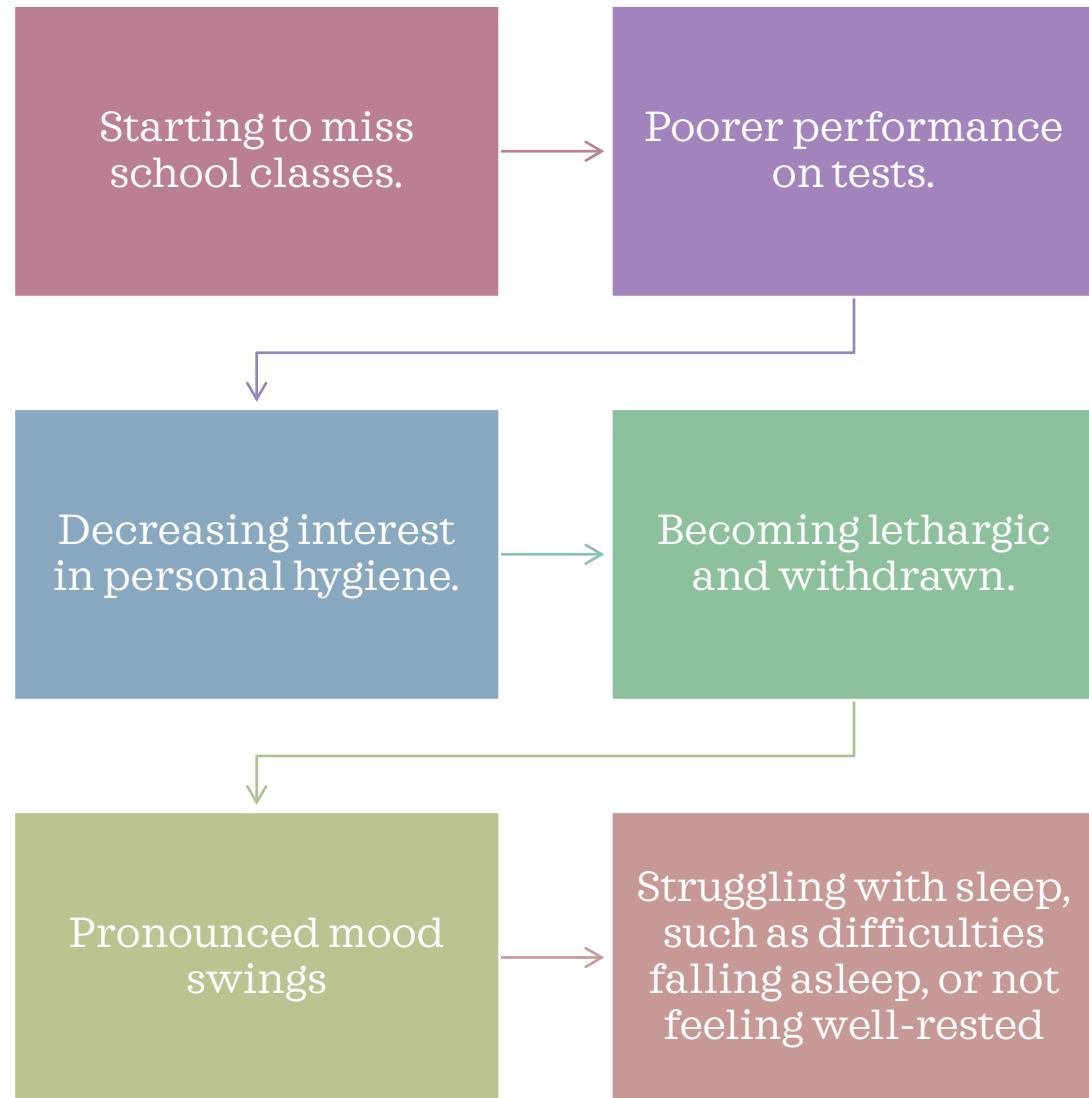 Starting to miss
school classes.
Poorer performance
on tests.
Decreasing interest
in personal hygiene.
Becoming lethargic
and withdrawn.
Pronounced mood
swings
Struggling with sleep,
such as difficulties
falling asleep, or not
feeling well-rested